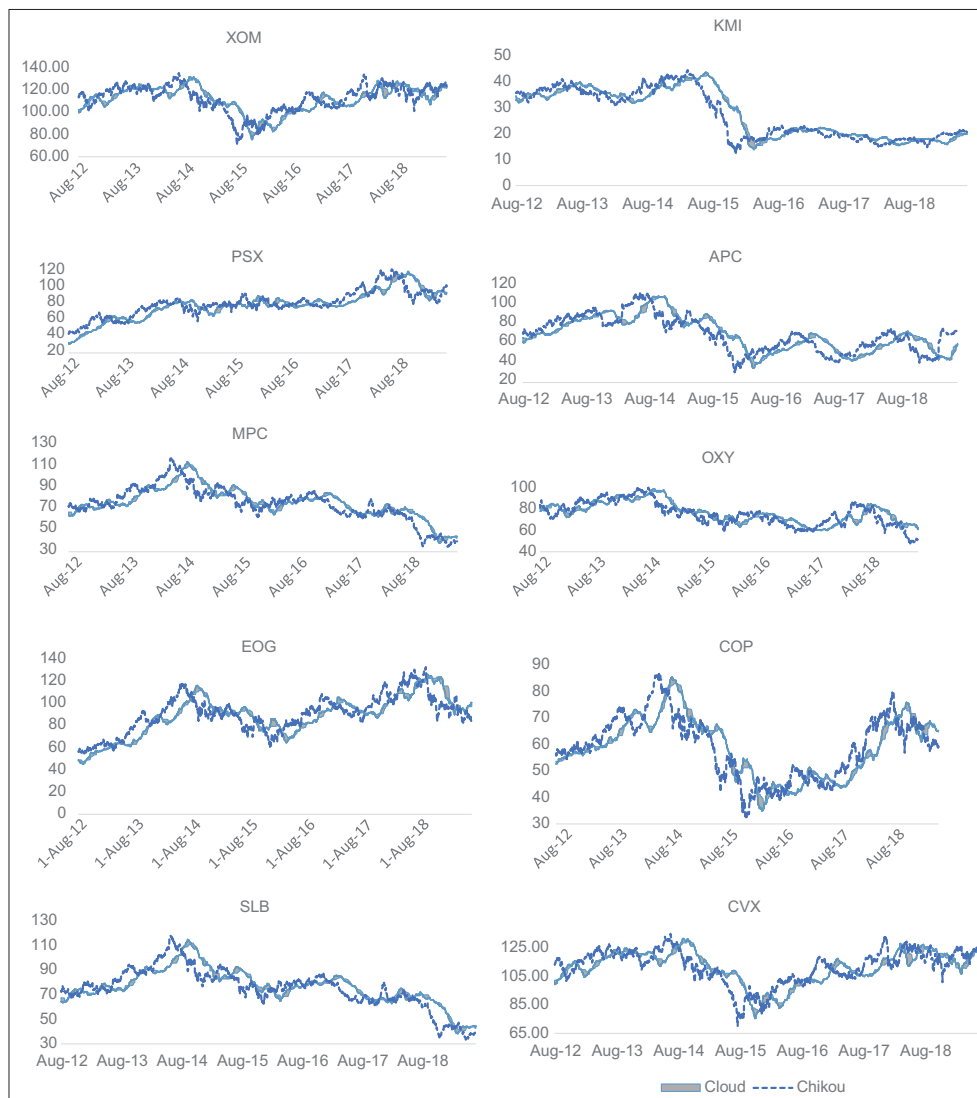 XOM
140.00
120.00
100.00
80.00
60.00
Aug-12
Aug-13
Aug-14
Aug-15
Aug-16
Aug-17
Aug-18
KMI
50
40
30
20
10
0
Aug-12 Aug-13 Aug-14 Aug-15 Aug-16 Aug-17 Aug-18
PSX
120
100
80
60
40
20
Aug-12
Aug-13
Aug-14
Aug-15
Aug-16
Aug-17
Aug-18
APC
120
100
80
60
40
20
Aug-12 Aug-13 Aug-14 Aug-15 Aug-16 Aug-17 Aug-18
MPC
130
110
90
70
50
30
Aug-12
Aug-13
Aug-14
Aug-15
Aug-16
Aug-17
Aug-18
OXY
100
80
60
40
Aug-12
Aug-13
Aug-14
Aug-15
Aug-16
Aug-17
Aug-18
EOG
140
120
100
80
60
40
20
0
1-Aug-12
1-Aug-13
1-Aug-14
1-Aug-15
1-Aug-16
1-Aug-17
1-Aug-18
COP
90
80
70
60
50
40
30
Aug-12
Aug-13
Aug-14
Aug-15
Aug-16
Aug-17
Aug-18
SLB
130
110
90
70
50
30
Aug-12 Aug-13 Aug-14 Aug-15 Aug-16 Aug-17 Aug-18
CVX
125.00
105.00
85.00
65.00
Aug-12 Aug-13 Aug-14 Aug-15 Aug-16 Aug-17 Aug-18
Cloud Chikou